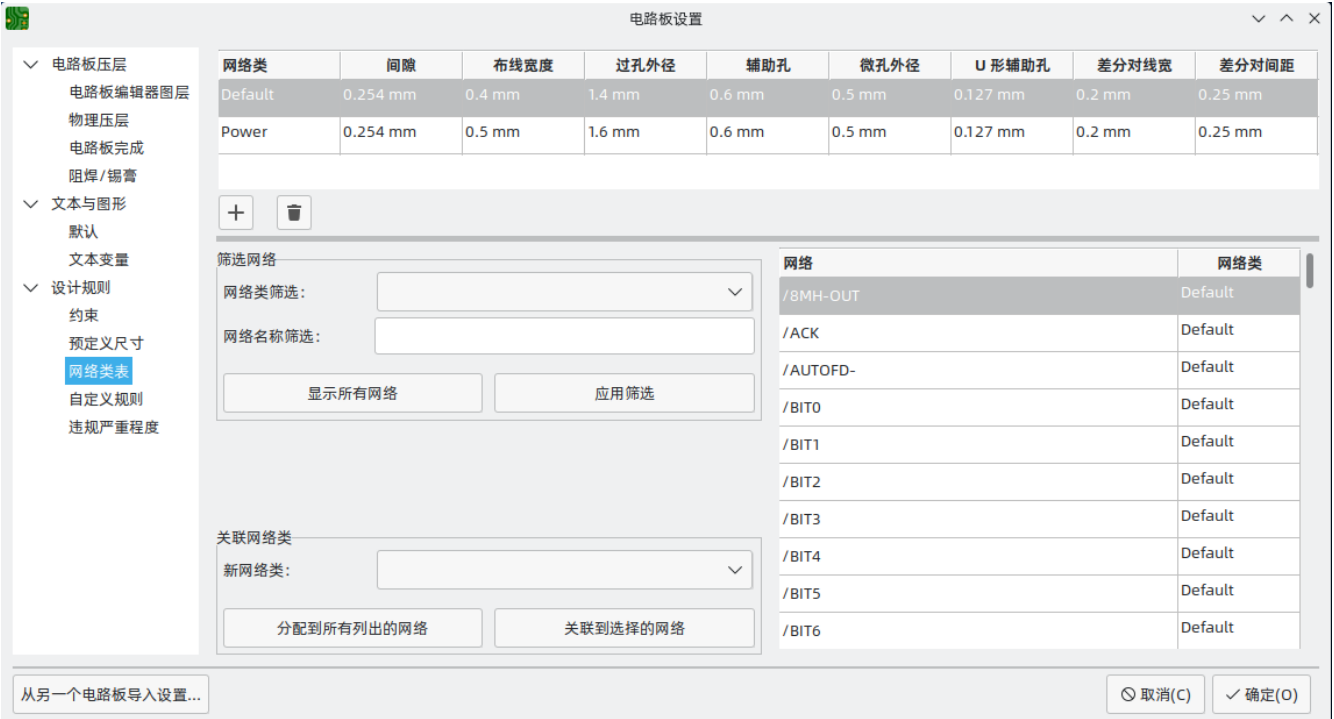 电路板设置
电路板压层
电路板编辑器图层
物理压层
电路板完成
阻焊/锡膏
文本与图形
默认
文本变量
设计规则
约束
预定义尺寸
网络类表
自定义规则
违规严重程度
网络类 间隙 布线宽度 过孔外径 辅助孔 微孔外径 U 形辅助孔 差分对线宽 差分对间距
Default 0.254 mm 0.4 mm 1.4 mm 0.6 mm 0.5 mm 0.127 mm 0.2 mm 0.25 mm
Power 0.254 mm 0.5 mm 1.6 mm 0.6 mm 0.5 mm 0.127 mm 0.2 mm 0.25 mm
筛选网络
网络类筛选：
网络名称筛选：
显示所有网络 应用筛选
关联网络类
新网络类：
分配到所有列出的网络 关联到选择的网络
网络 网络类
/8MH-OUT Default
/ACK Default
/AUTOFD- Default
/BIT0 Default
/BIT1 Default
/BIT2 Default
/BIT3 Default
/BIT4 Default
/BIT5 Default
/BIT6 Default
从另一个电路板导入设置... 取消(C) 确定(O)